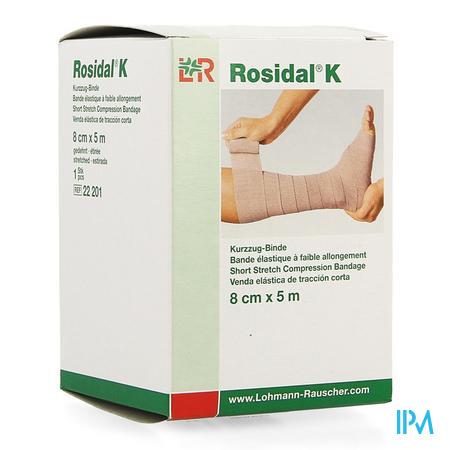 Rosidal® K
Kurzzug-Binde
Bande élastique à faible allongement
Short Stretch Compression Bandage
Venda elástica de tracción corta
8 cm x 5 m
gedehnt - étirée
stretched - estirada
1 Stk
pcs
REF 22 201
L&R Rosidal® K
Kurzzug-Binde
Bande élastique à faible allongement
Short Stretch Compression Bandage
Venda elástica de tracción corta
8 cm x 5 m
www.Lohmann-Rauscher.com
IPM